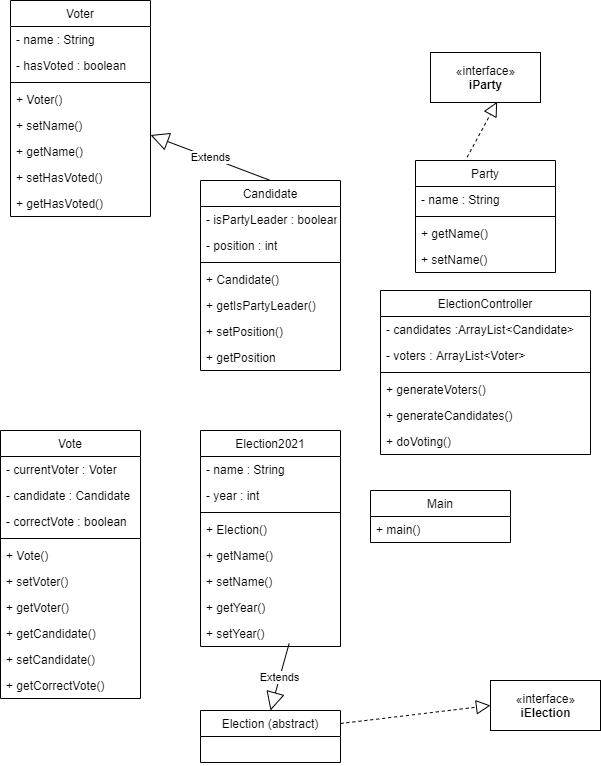 Voter
- name : String
- hasVoted : boolean
+ Voter()
+ setName()
+ getName()
+ setHasVoted()
+ getHasVoted()
Extends
«interface»
iParty
Party
- name : String
+ getName()
+ setName()
Candidate
- isPartyLeader : boolean
- position : int
+ Candidate()
+ getIsPartyLeader()
+ setPosition()
+ getPosition
ElectionController
- candidates :ArrayList<Candidate>
- voters : ArrayList<Voter>
+ generateVoters()
+ generateCandidates()
+ doVoting()
Vote
- currentVoter : Voter
- candidate : Candidate
- correctVote : boolean
+ Vote()
+ setVoter()
+ getVoter()
+ getCandidate()
+ setCandidate()
+ getCorrectVote()
Election2021
- name : String
- year : int
+ Election()
+ getName()
+ setName()
+ getYear()
+ setYear()
Main
+ main()
Extends
Election (abstract)
«interface»
iElection